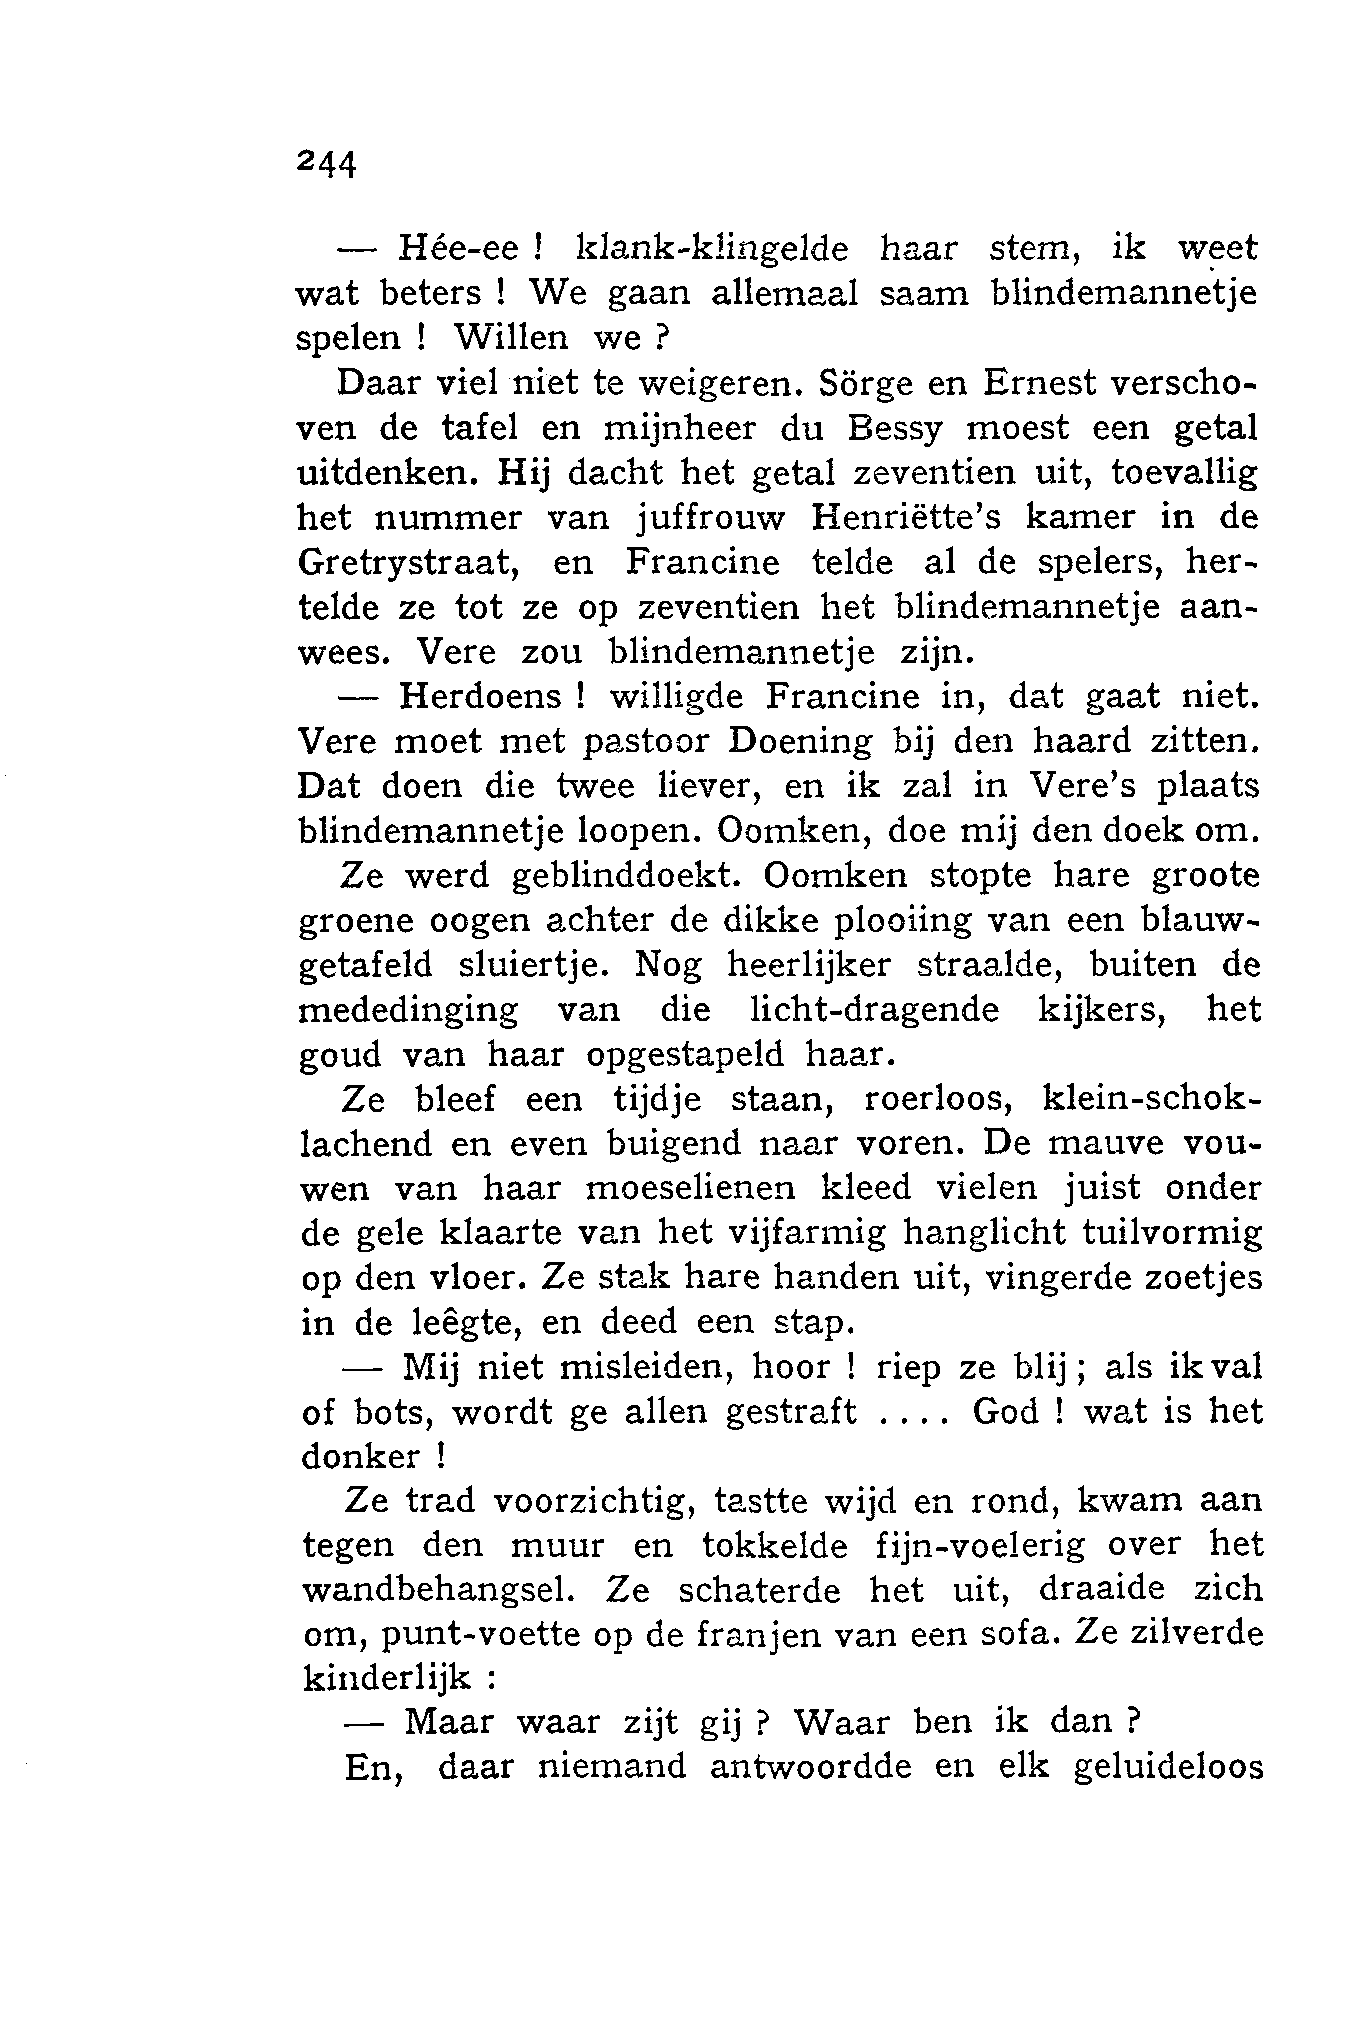 244
— Hée-ee ! klank-klingelde haar stem, ik weet
wat beters ! We gaan allemaal saam blindemannetje
spelen ! Willen we ?
Daar viel niet te weigeren. Sörge en Ernest verscho-
ven de tafel en mijnheer du Bessy moest een getal
uitdenken. Hij dacht het getal zeventien uit, toevallig
het nummer van juffrouw Henriëtte's kamer in de
Gretrystraat, en Francine telde al de spelers, her-
telde ze tot ze op zeventien het blindemannetje aan-
wees. Vere zou blindemannetje zijn.
— Herdoens ! willigde Francine in, dat gaat niet.
Vere moet met pastoor Doening bij den haard zitten.
Dat doen die twee liever, en ik zal in Vere's plaats
blindemannetje loopen. Oomken, doe mij den doek om.
Ze werd geblinddoekt. Oomken stopte hare groote
groene oogen achter de dikke plooiing van een blauw-
getafeld sluiertje. Nog heerlijker straalde, buiten de
mededinging van die licht-dragende kijkers, het
goud van haar opgestapeld haar.
Ze bleef een tijdje staan, roerloos, klein-schok-
lachend en even buigend naar voren. De mauve vou-
wen van haar moeselienen kleed vielen juist onder
de gele klaarte van het vijfarmig hanglicht tuilvormig
op den vloer. Ze stak hare handen uit, vingerde zoetjes
in de leêgte, en deed een stap.
— Mij niet misleiden, hoor ! riep ze blij ; als ik val
of bots, wordt ge allen gestraft .... God ! wat is het
donker !
Ze trad voorzichtig, tastte wijd en rond, kwam aan
tegen den muur en tokkelde fijn-voelerig over het
wandbehangsel. Ze schaterde het uit, draaide zich
om, punt-voette op de franjen van een sofa. Ze zilverde
kinderlijk :
— Maar waar zijt gij ? Waar ben ik dan ?
En, daar niemand antwoordde en elk geluideloos